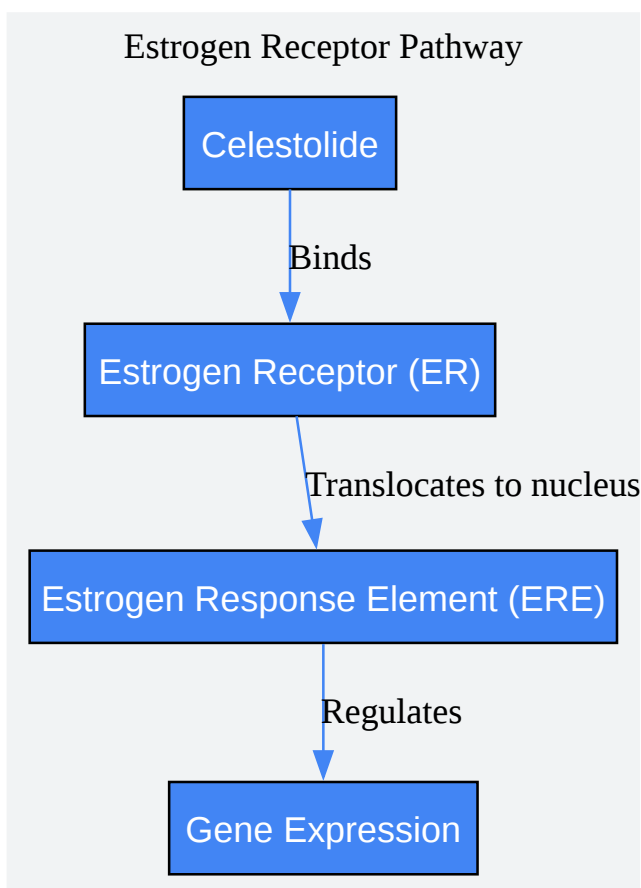 Estrogen Receptor Pathway
Celestolide
Binds
Estrogen Receptor (ER)
Translocates to nucleus
Estrogen Response Element (ERE)
Regulates
Gene Expression